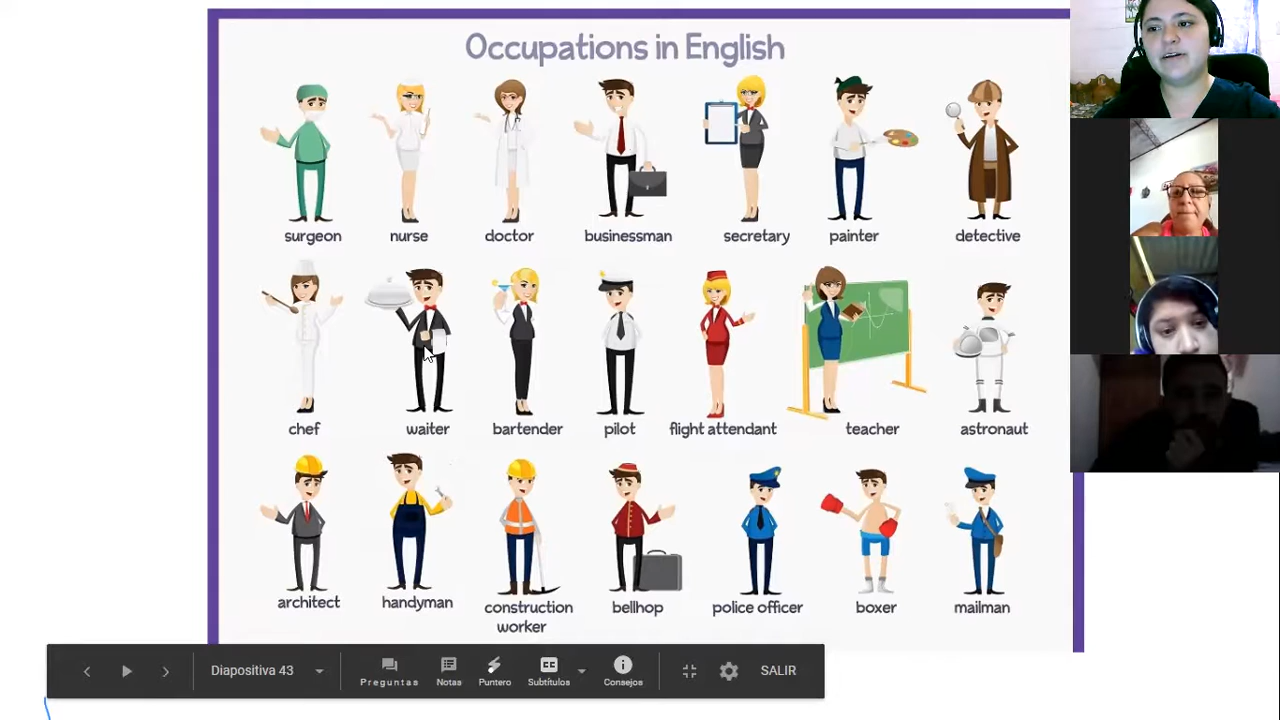 Occupations in English
surgeon nurse doctor businessman secretary painter detective
chef waiter bartender pilot flight attendant teacher astronaut
architect handyman construction worker bellhop police officer boxer mailman
Diapositiva 43
Preguntas Notas Puntero Subtítulos Consejos
SALIR